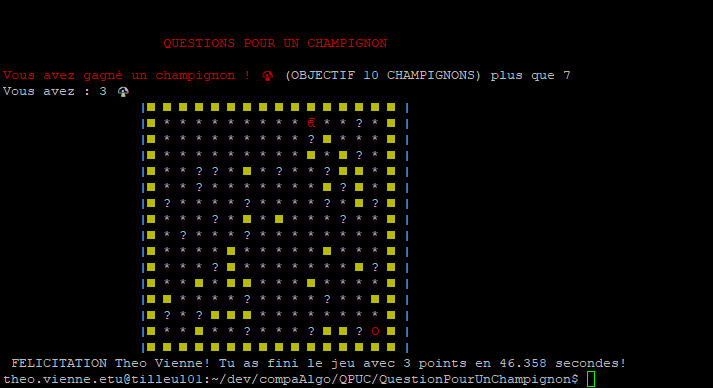 QUESTIONS POUR UN CHAMPIGNON
Vous avez gagné un champignon ! 🍄 (OBJECTIF 10 CHAMPIGNONS) plus que 7
Vous avez : 3 🍄
|■ ■ ■ ■ ■ ■ ■ ■ ■ ■ ■ ■ ■ ■ ■ ■ |
|■ * * * * * * * * * * * ? * ■ |
|■ * * * * * * * * * ? ■ * * * ■ |
|■ * * * * * * * * * ■ * ■ ? * ■ |
|■ * * ? ? * ■ * ? * * ? ■ ■ * ■ |
|■ * * ? * * * * * * * ■ ? ■ * ■ |
|■ ? * * * * ? * * * * ? * ■ ? ■ |
|■ * * * ? * ■ * ■ * * * ? * * ■ |
|■ * ? * * * ? * * * * * * * * ■ |
|■ * * * * ■ * * * * * ■ * * * ■ |
|■ * * * ? ■ * * * * * * * ■ ? ■ |
|■ * * ■ * ■ ■ * * * ■ * * * * ■ |
|■ ■ * * * * ? * * * * ? * * ■ ■ |
|■ ? * ? ■ ■ ■ * * * * * * * * ■ |
|■ * * ■ * * ? * * * ? ■ ■ ? O ■ |
|■ ■ ■ ■ ■ ■ ■ ■ ■ ■ ■ ■ ■ ■ ■ ■ |
FELICITATION Theo Vienne! Tu as fini le jeu avec 3 points en 46.358 secondes!
theo.vienne.etu@tilleul01:~/dev/compaAlgo/QPUC/QuestionPourUnChampignon$